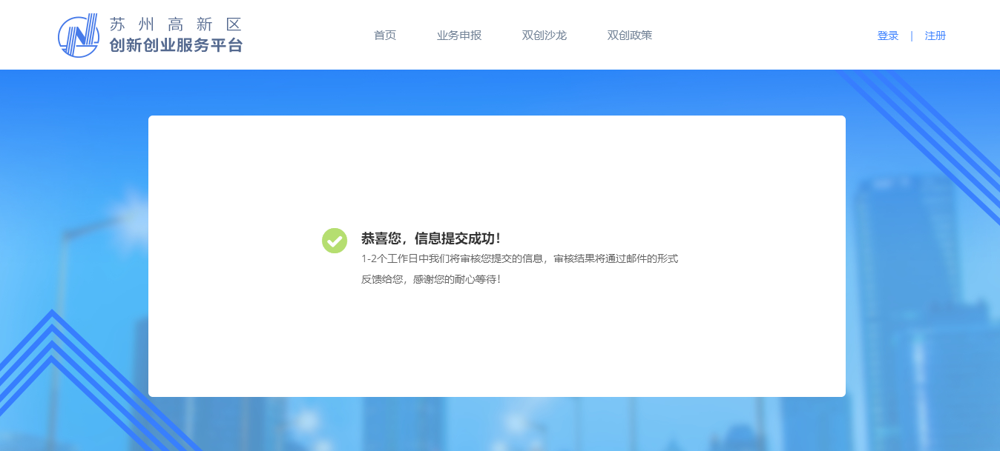 苏州高新区
创新创业服务平台
首页
业务申报
双创沙龙
双创政策
登录 | 注册
恭喜您，信息提交成功！
1-2个工作日中我们将审核您提交的信息，审核结果将通过邮件的形式
反馈给您，感谢您的耐心等待！